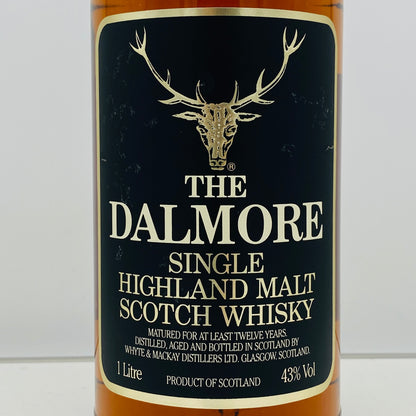 ®
THE
DALMORE
SINGLE
HIGHLAND MALT
SCOTCH WHISKY
MATURED FOR AT LEAST TWELVE YEARS.
DISTILLED, AGED AND BOTTLED IN SCOTLAND BY
WHYTE & MACKAY DISTILLERS LTD. GLASGOW, SCOTLAND.
1 Litre 43% Vol
PRODUCT OF SCOTLAND